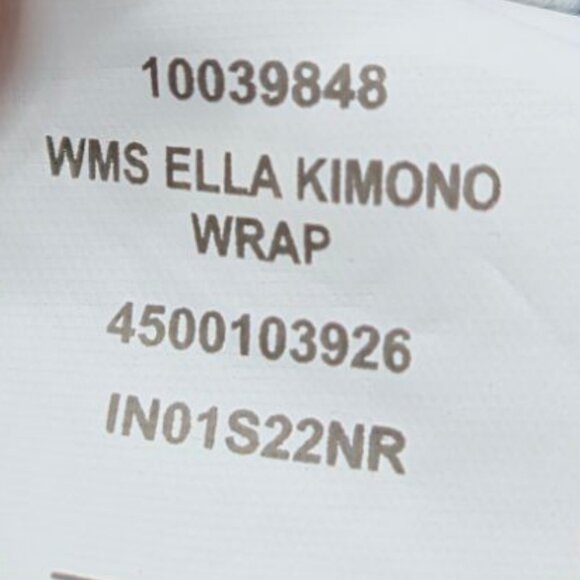 10039848
WMS ELLA KIMONO
WRAP
4500103926
IN01S22NR